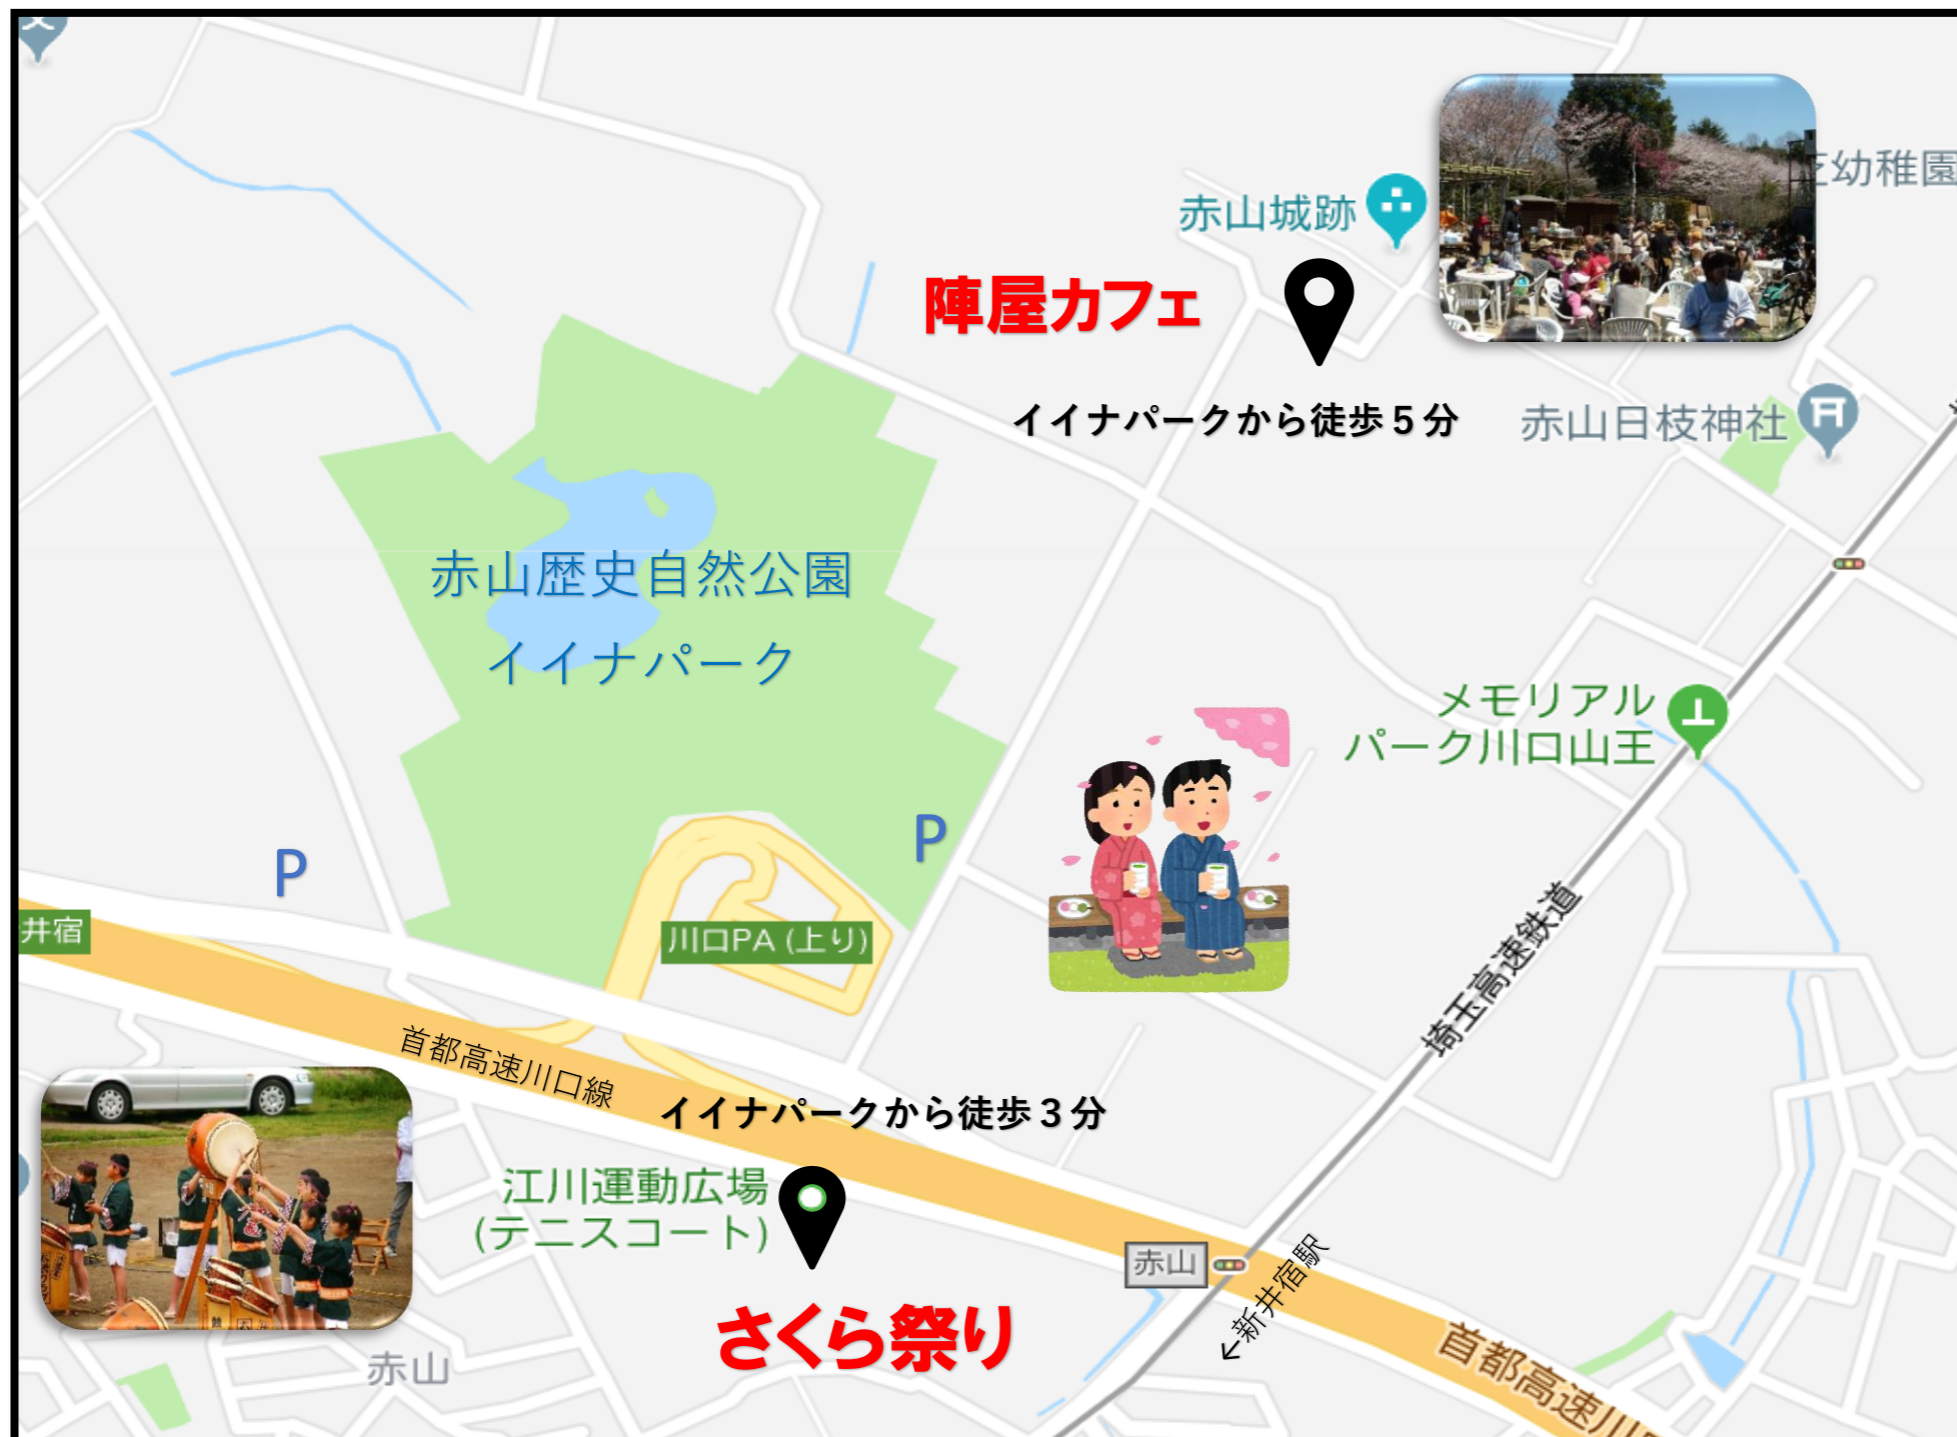 赤山城跡
幼稚園
陣屋カフェ
イイナパークから徒歩５分
赤山日枝神社
赤山歴史自然公園
イイナパーク
メモリアル
パーク川口山王
P
P
井宿
川口PA (上り)
埼玉高速鉄道
首都高速川口線
イイナパークから徒歩３分
江川運動広場
(テニスコート)
赤山
←新井宿駅
さくら祭り
赤山
首都高速川